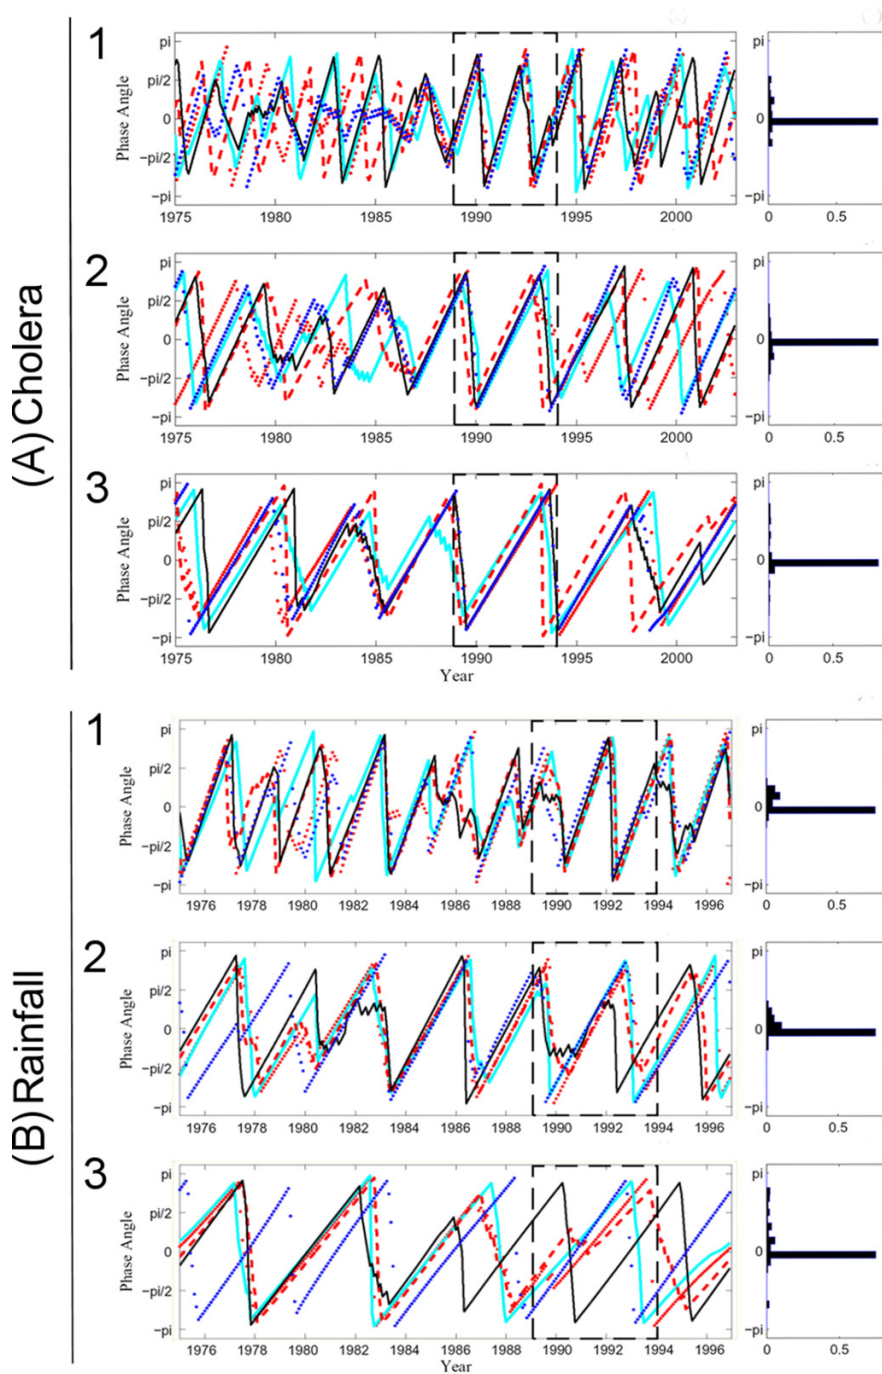 (A) Cholera
1
Phase Angle
pi
pi/2
0
−pi/2
−pi
1975 1980 1985 1990 1995 2000
pi
0
−pi
0 0.5
2
Phase Angle
pi
pi/2
0
−pi/2
−pi
1975 1980 1985 1990 1995 2000
pi
0
−pi
0 0.5
3
Phase Angle
pi
pi/2
0
−pi/2
−pi
1975 1980 1985 1990 1995 2000
Year
pi
0
−pi
0 0.5
(B) Rainfall
1
Phase Angle
pi
pi/2
0
−pi/2
−pi
1976 1978 1980 1982 1984 1986 1988 1990 1992 1994 1996
pi
0
−pi
0 0.5
2
Phase Angle
pi
pi/2
0
−pi/2
−pi
1976 1978 1980 1982 1984 1986 1988 1990 1992 1994 1996
pi
0
−pi
0 0.5
3
Phase Angle
pi
pi/2
0
−pi/2
−pi
1976 1978 1980 1982 1984 1986 1988 1990 1992 1994 1996
Year
pi
0
−pi
0 0.5